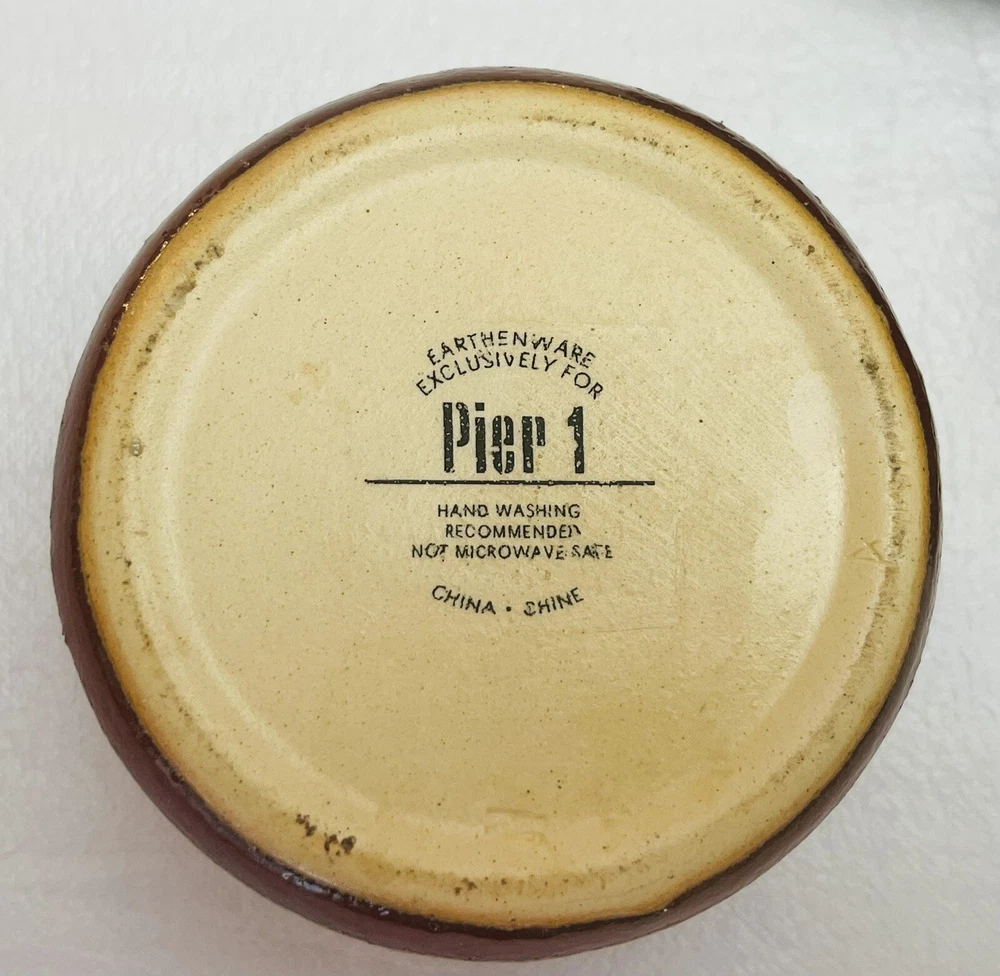 EARTHENWARE
EXCLUSIVELY FOR
Pier 1
HAND WASHING
RECOMMENDED
NOT MICROWAVE SAFE
CHINA • CHINE